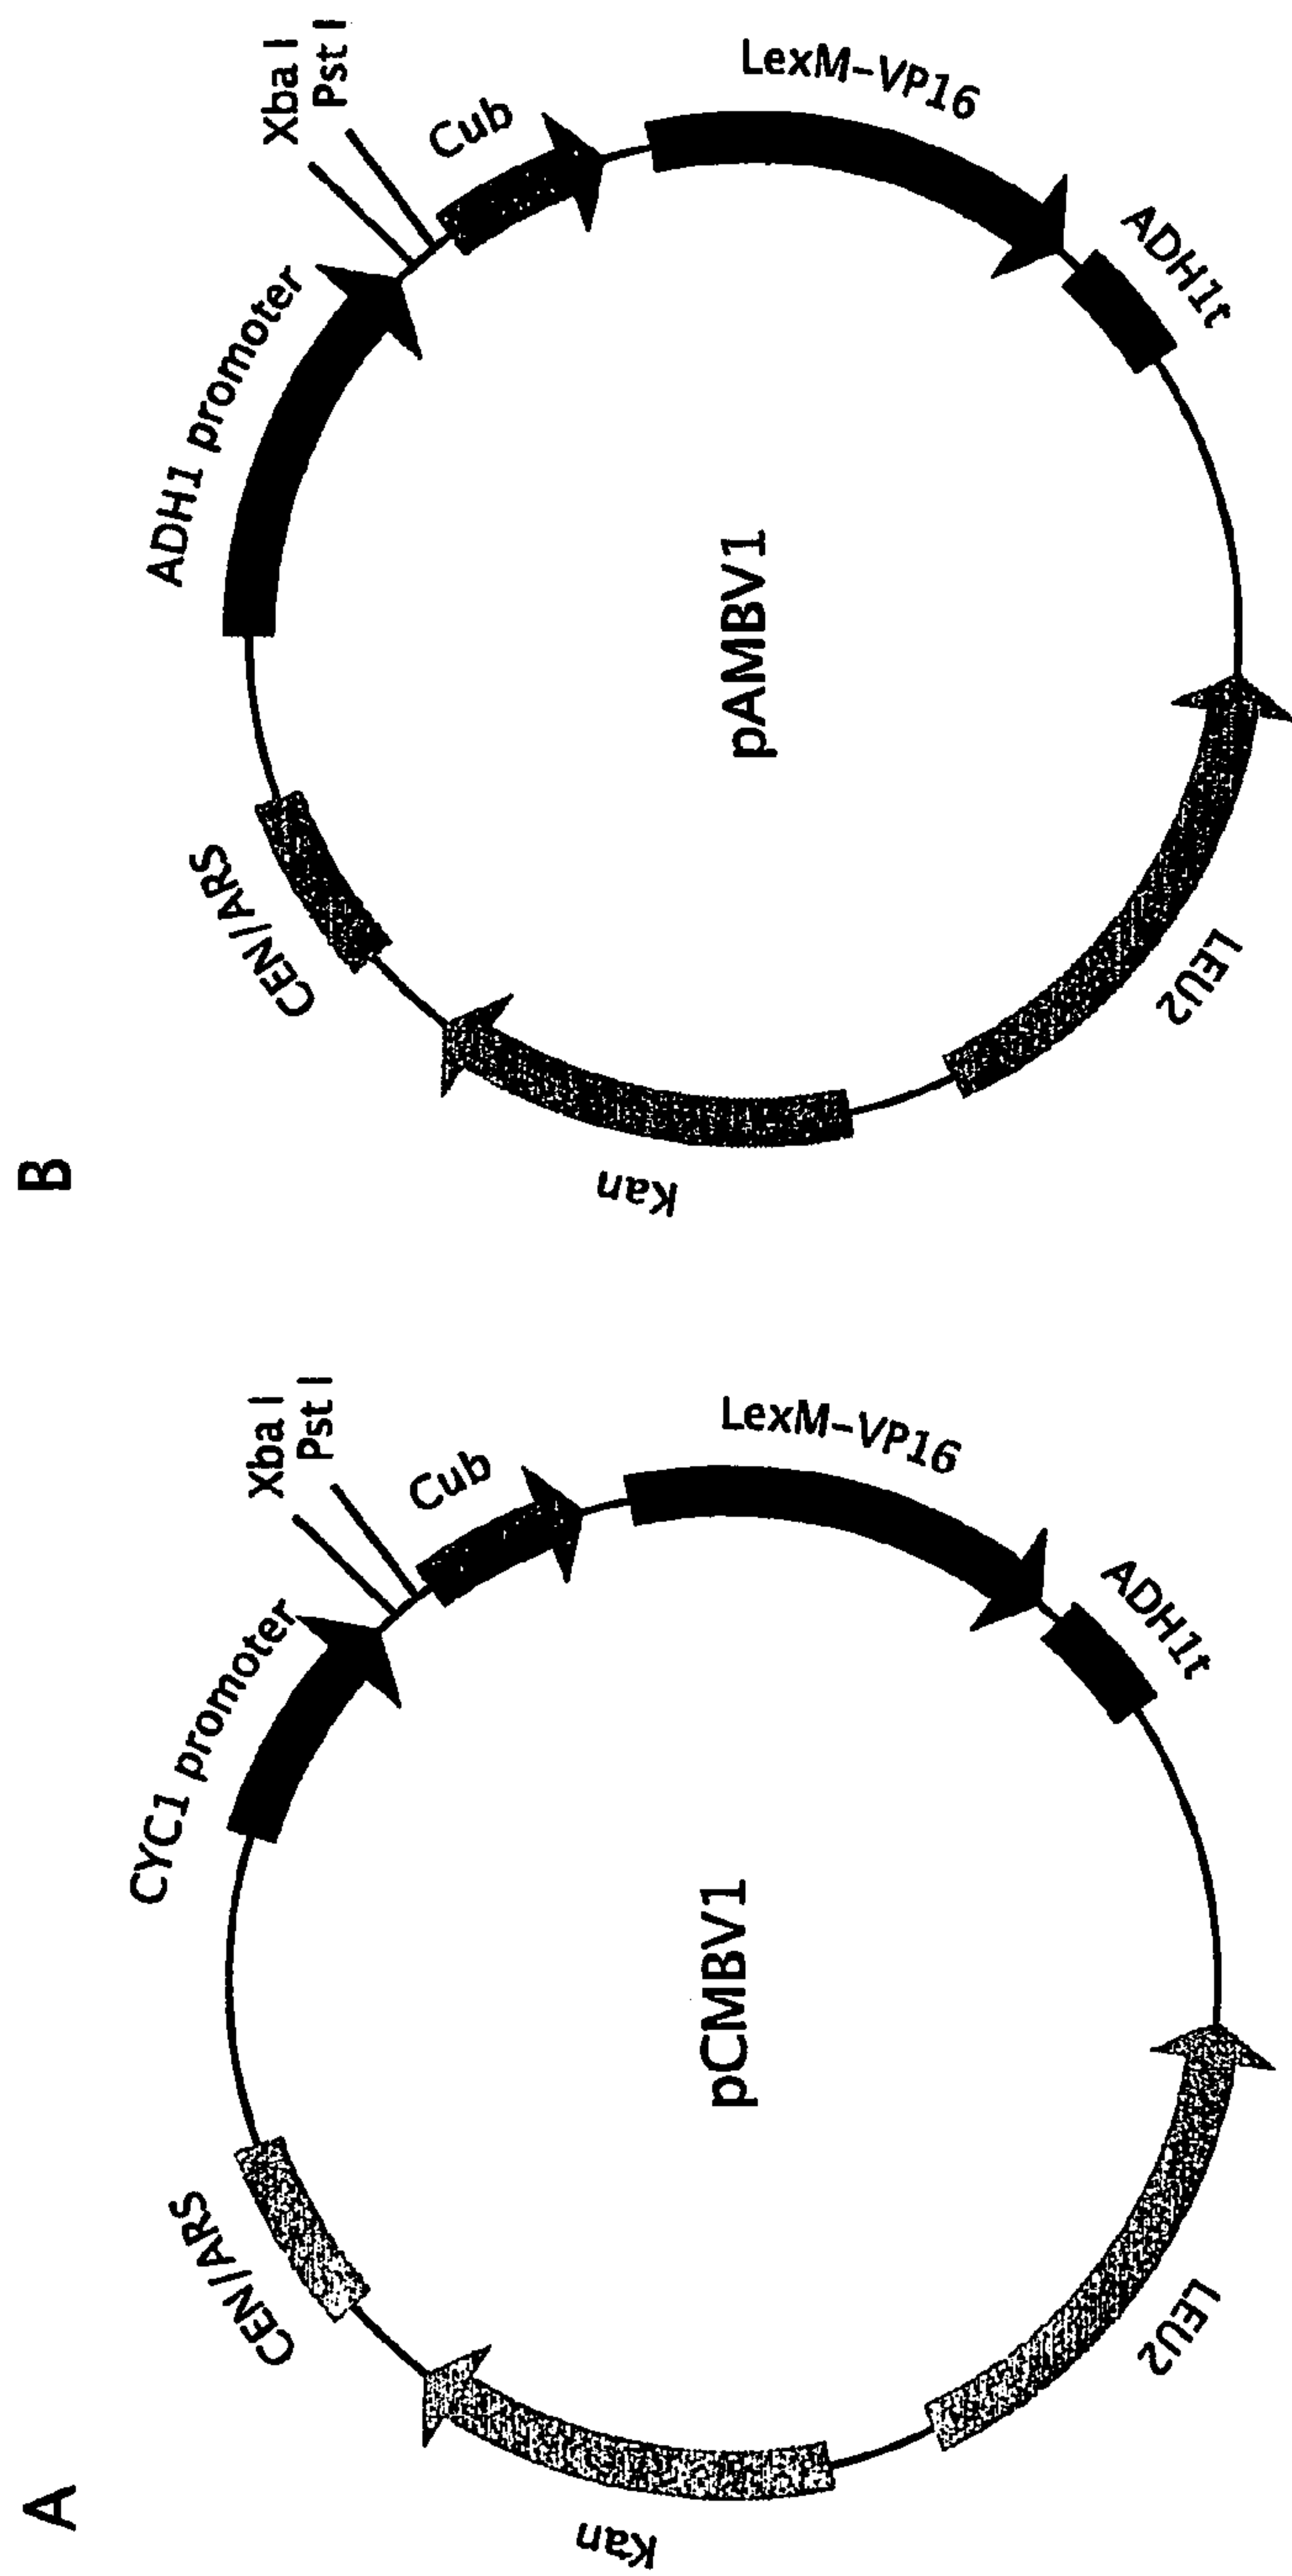 A
CYC1 promoter
Xba I
Pst I
Cub
LexM-VP16
ADH1t
LEU2
Kan
CEN/ARS
pCMBV1
B
ADH1 promoter
Xba I
Pst I
Cub
LexM-VP16
ADH1t
LEU2
Kan
CEN/ARS
pAMBV1